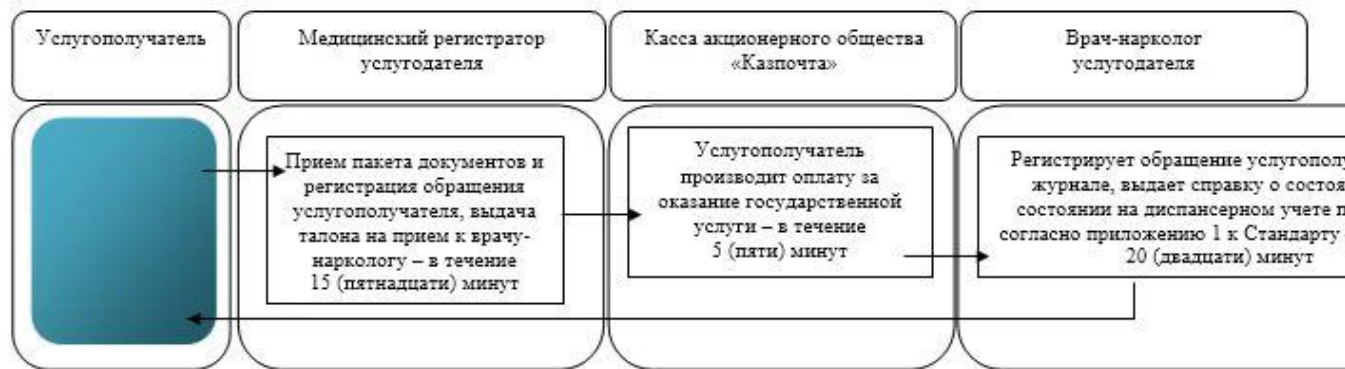 Услугополучатель
Медицинский регистратор
услугодателя
Касса акционерного общества
«Казпочта»
Врач-нарколог
услугодателя
Прием пакета документов и
регистрация обращения
услугополучателя, выдача
талона на прием к врачу-
наркологу – в течение
15 (пятнадцати) минут
Услугополучатель
производит оплату за
оказание государственной
услуги – в течение
5 (пяти) минут
Регистрирует обращение
журнале, выдает справку о
состоянии на диспансерном учете
согласно приложению 1 к Стандарту
20 (двадцати) минут